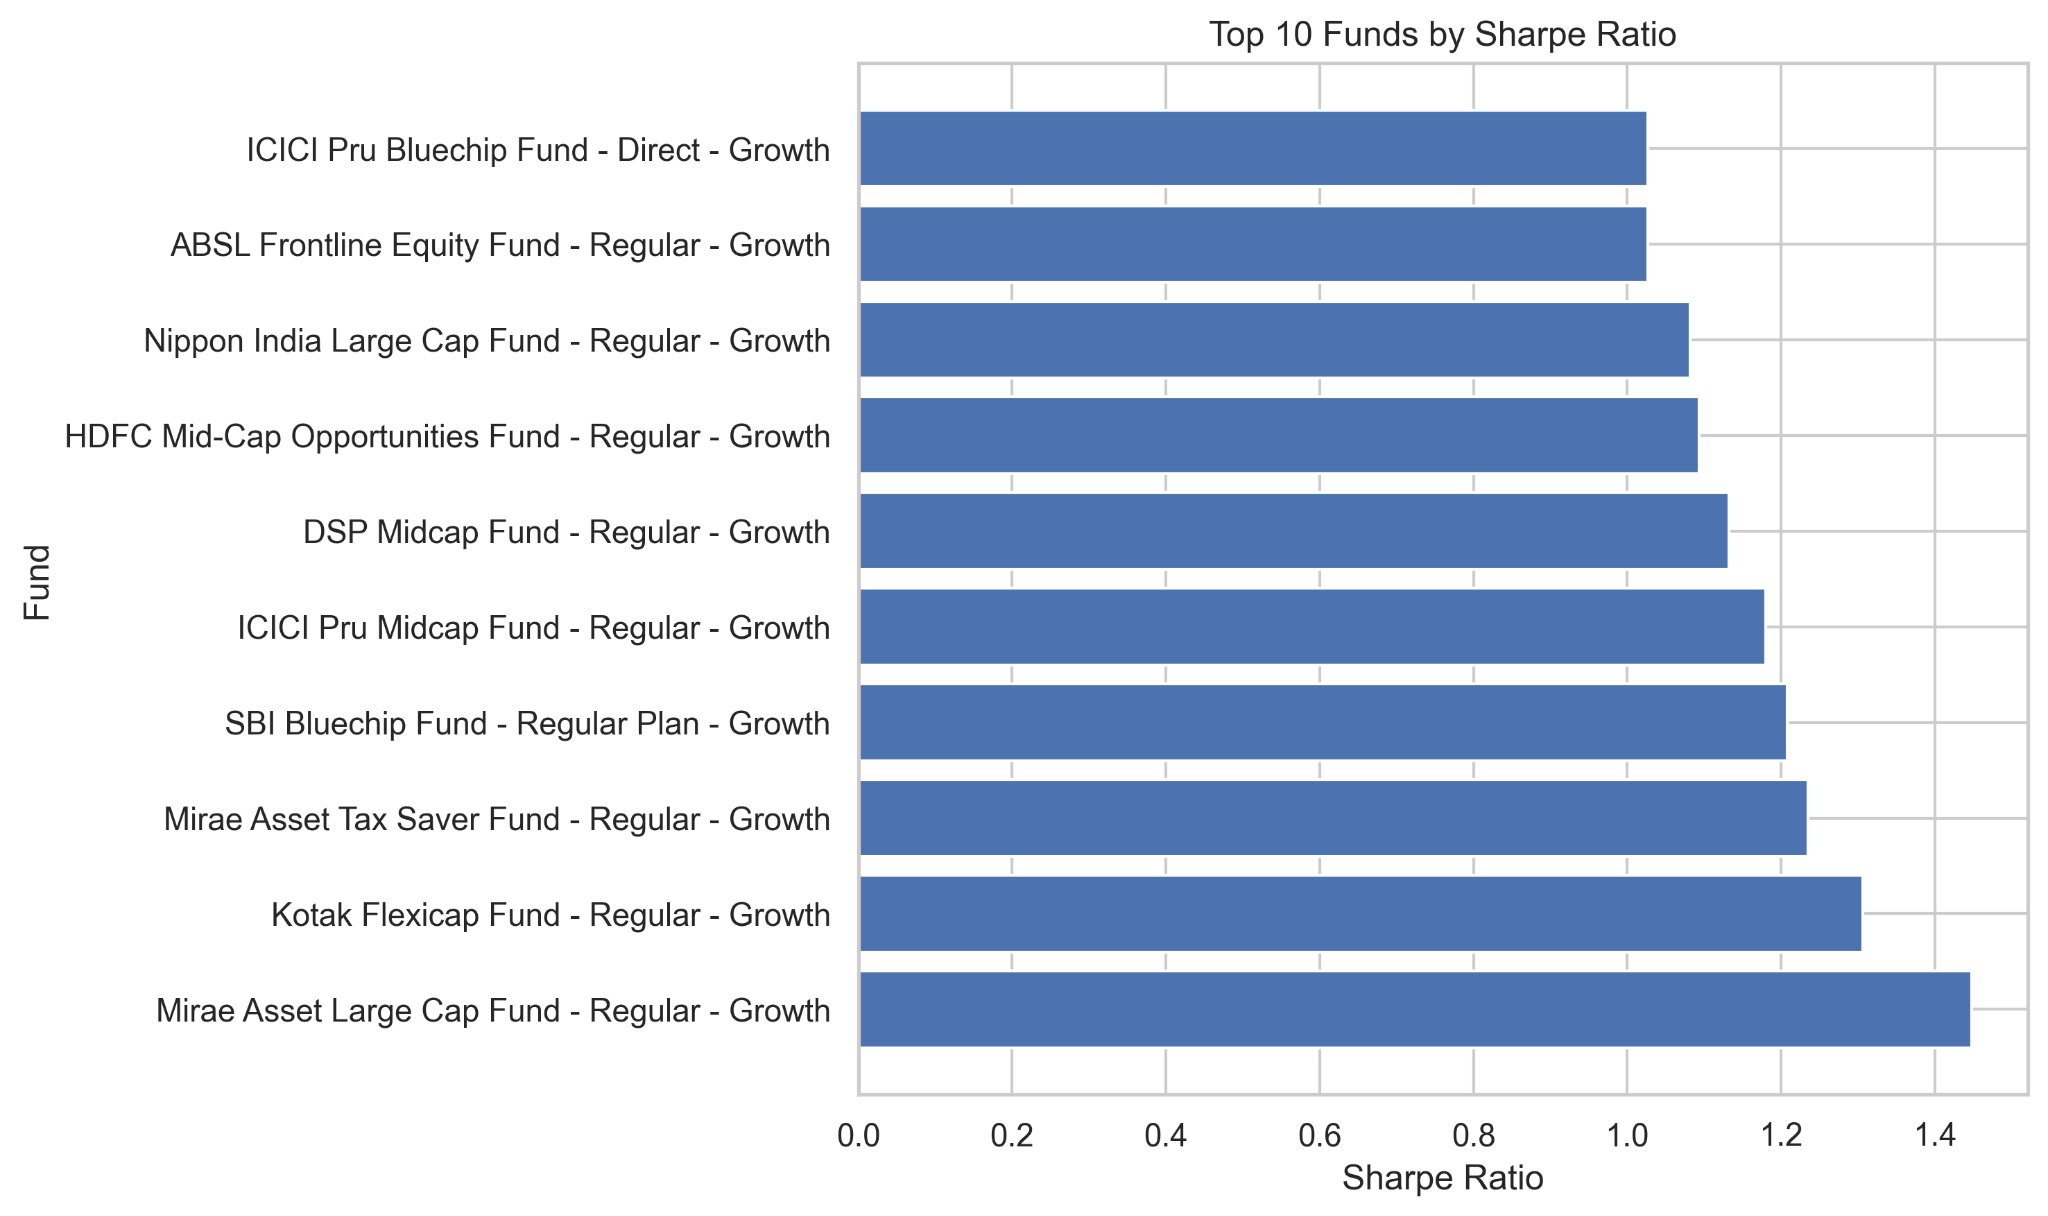 Top 10 Funds by Sharpe Ratio
ICICI Pru Bluechip Fund - Direct - Growth
ABSL Frontline Equity Fund - Regular - Growth
Nippon India Large Cap Fund - Regular - Growth
HDFC Mid-Cap Opportunities Fund - Regular - Growth
DSP Midcap Fund - Regular - Growth
ICICI Pru Midcap Fund - Regular - Growth
SBI Bluechip Fund - Regular Plan - Growth
Mirae Asset Tax Saver Fund - Regular - Growth
Kotak Flexicap Fund - Regular - Growth
Mirae Asset Large Cap Fund - Regular - Growth
Fund
0.0 0.2 0.4 0.6 0.8 1.0 1.2 1.4
Sharpe Ratio